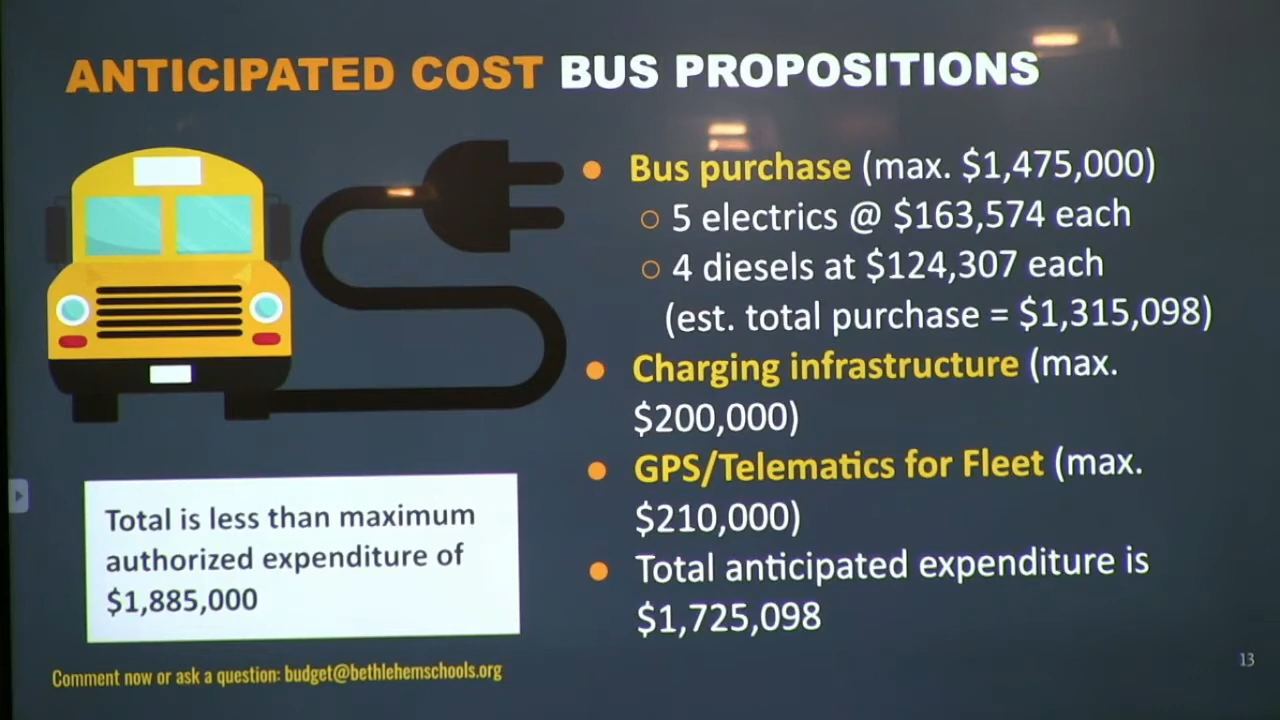 ANTICIPATED COST BUS PROPOSITIONS
Bus purchase (max. $1,475,000)
5 electrics @ $163,574 each
4 diesels at $124,307 each
(est. total purchase = $1,315,098)
Charging infrastructure (max.
$200,000)
GPS/Telematics for Fleet (max.
$210,000)
Total anticipated expenditure is
$1,725,098
Total is less than maximum
authorized expenditure of
$1,885,000
Comment now or ask a question: budget@bethlehemschools.org
13